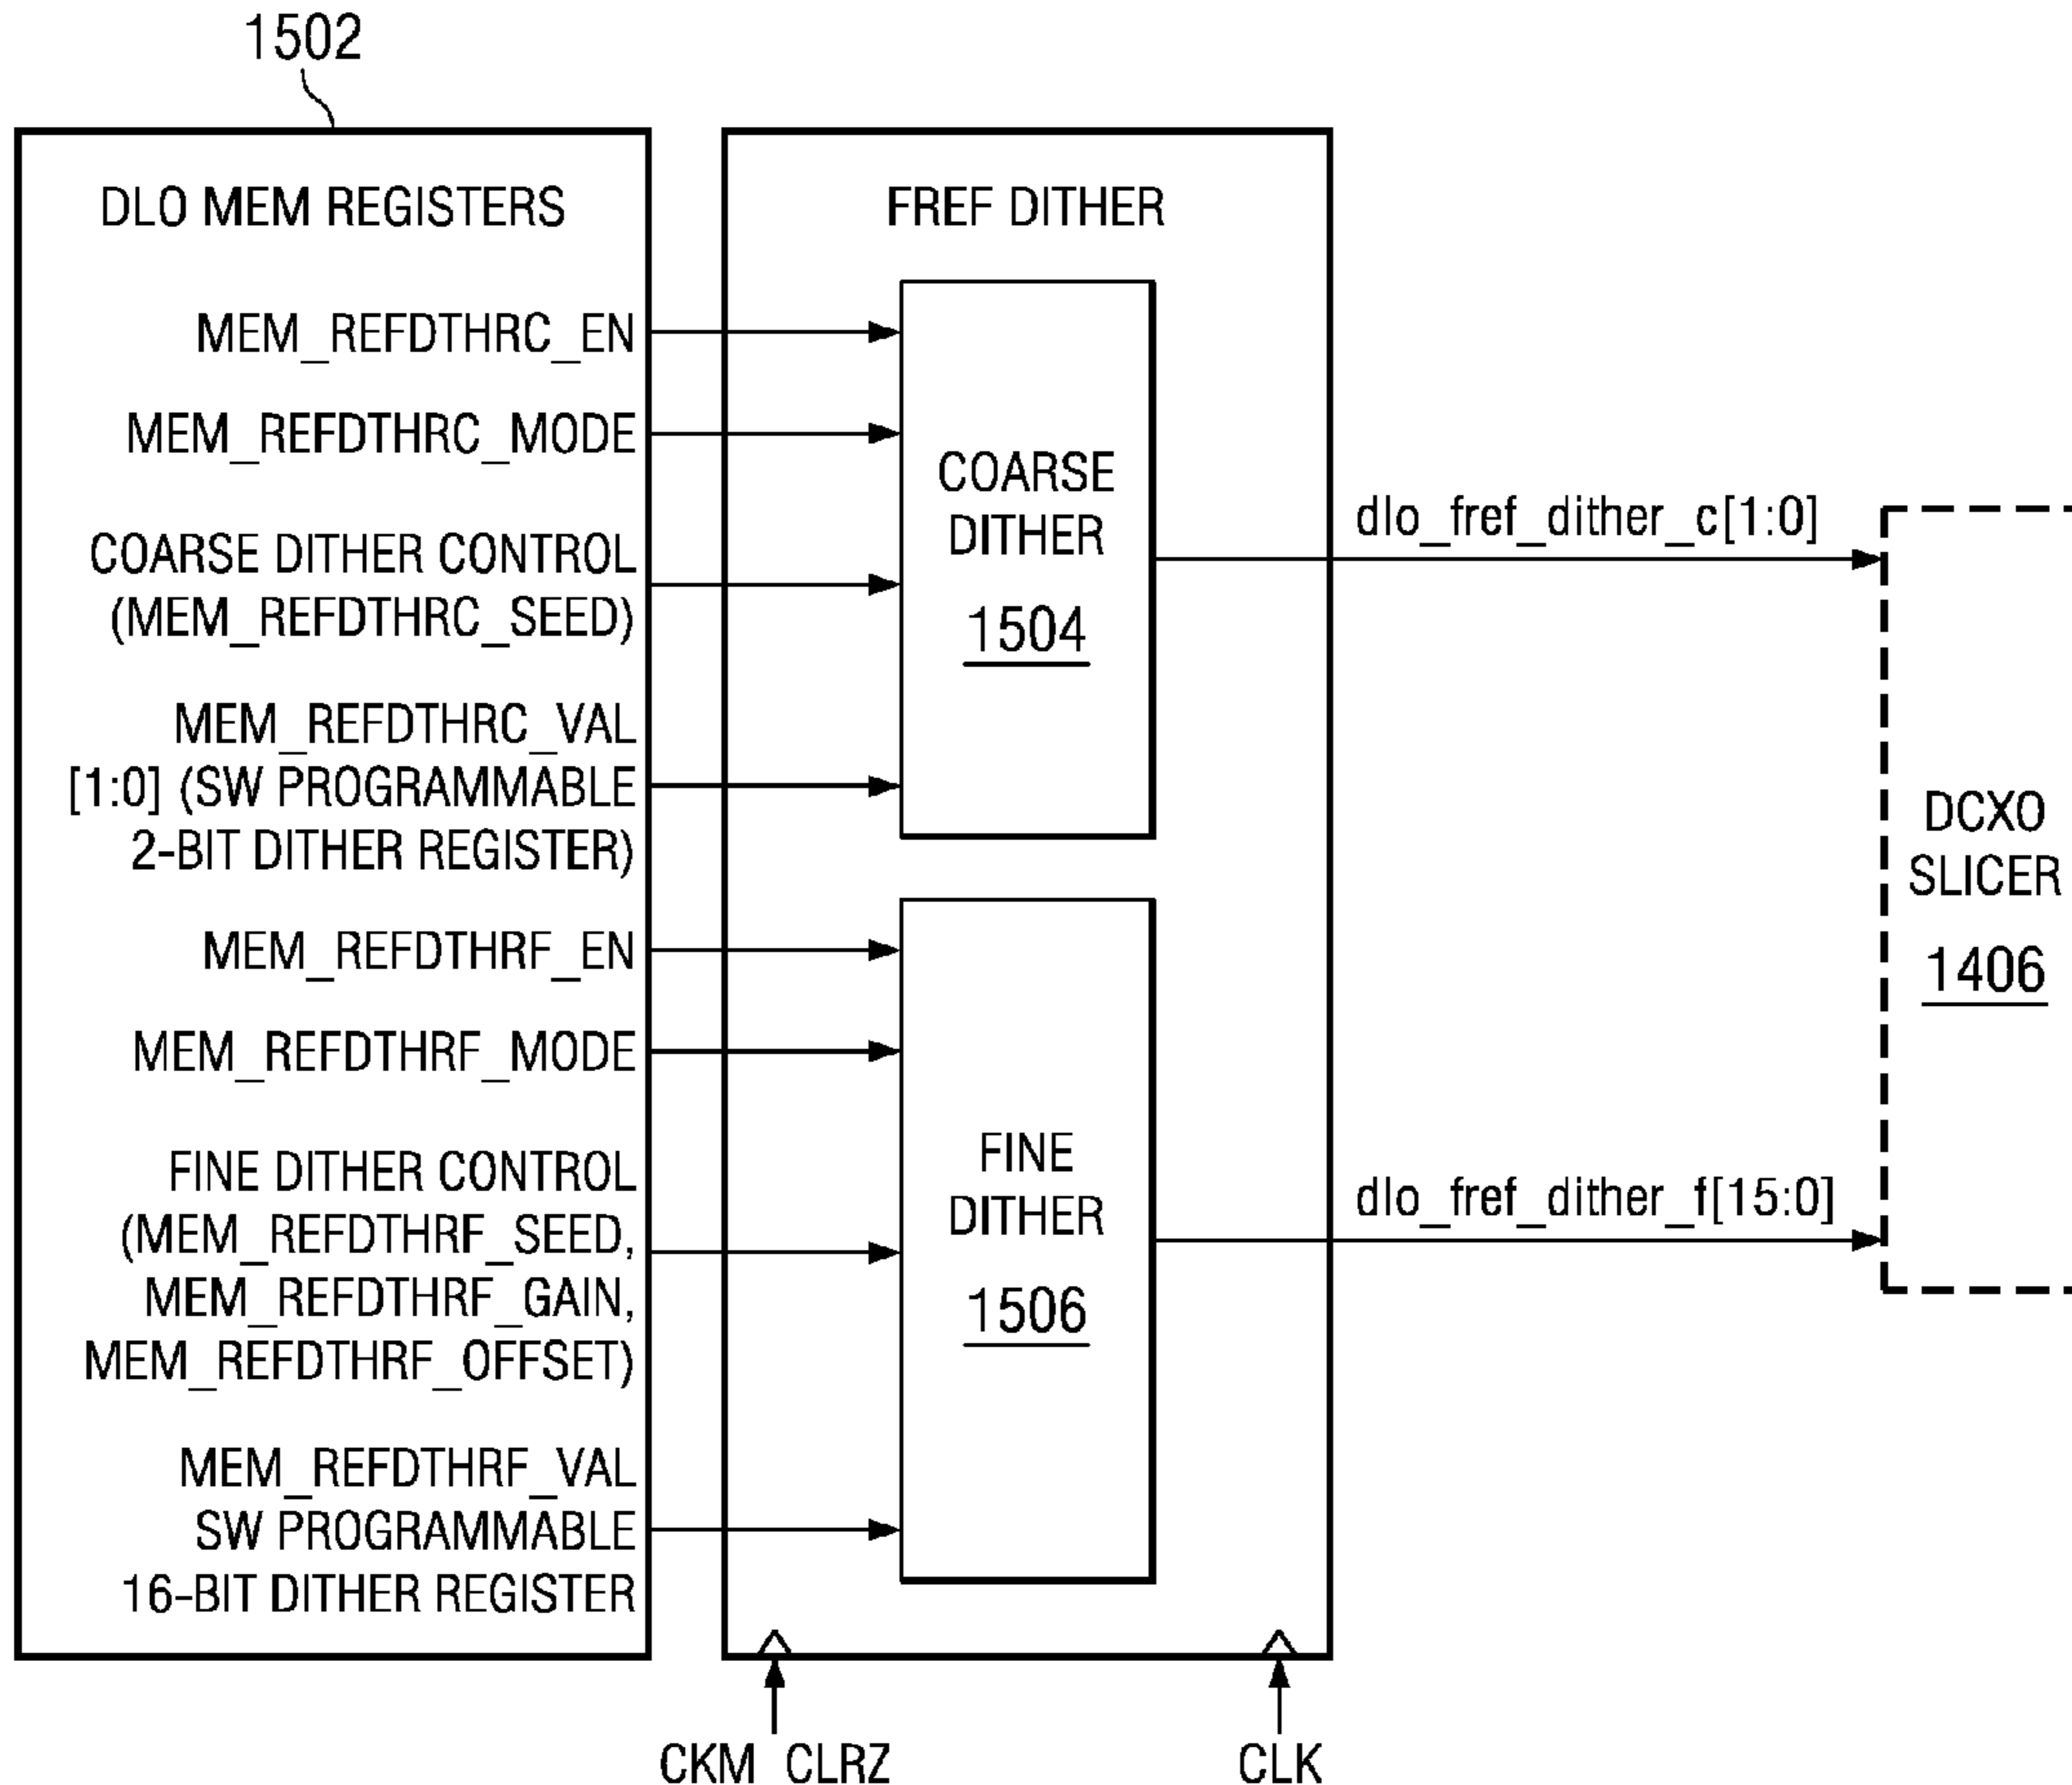 1502
DLO MEM REGISTERS
MEM_REFDTHRC_EN
MEM_REFDTHRC_MODE
COARSE DITHER CONTROL
(MEM_REFDTHRC_SEED)
MEM_REFDTHRC_VAL
[1:0] (SW PROGRAMMABLE
2-BIT DITHER REGISTER)
MEM_REFDTHRF_EN
MEM_REFDTHRF_MODE
FINE DITHER CONTROL
(MEM_REFDTHRF_SEED,
MEM_REFDTHRF_GAIN,
MEM_REFDTHRF_OFFSET)
MEM_REFDTHRF_VAL
SW PROGRAMMABLE
16-BIT DITHER REGISTER
FREF DITHER
COARSE
DITHER
1504
FINE
DITHER
1506
CKM_CLRZ
CLK
dlo_fref_dither_c[1:0]
dlo_fref_dither_f[15:0]
DCXO
SLICER
1406